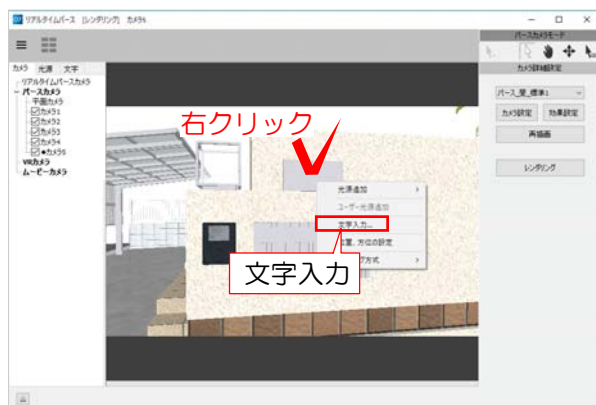 リアルタイムパース [レンダリング] カメラ6
パースカメラモード
カメラ 光源 文字
カメラ詳細設定
リアルタイムパースカメラ5
パースカメラ
平面カメラ
カメラ1
カメラ2
カメラ3
カメラ4
●カメラ6
VRカメラ
ムービーカメラ
パース_昼_標準1
カメラ設定 効果設定
再描画
レンダリング
右クリック
光源追加
ユーザー光源追加
文字入力...
位置、方位の設定
方式
文字入力